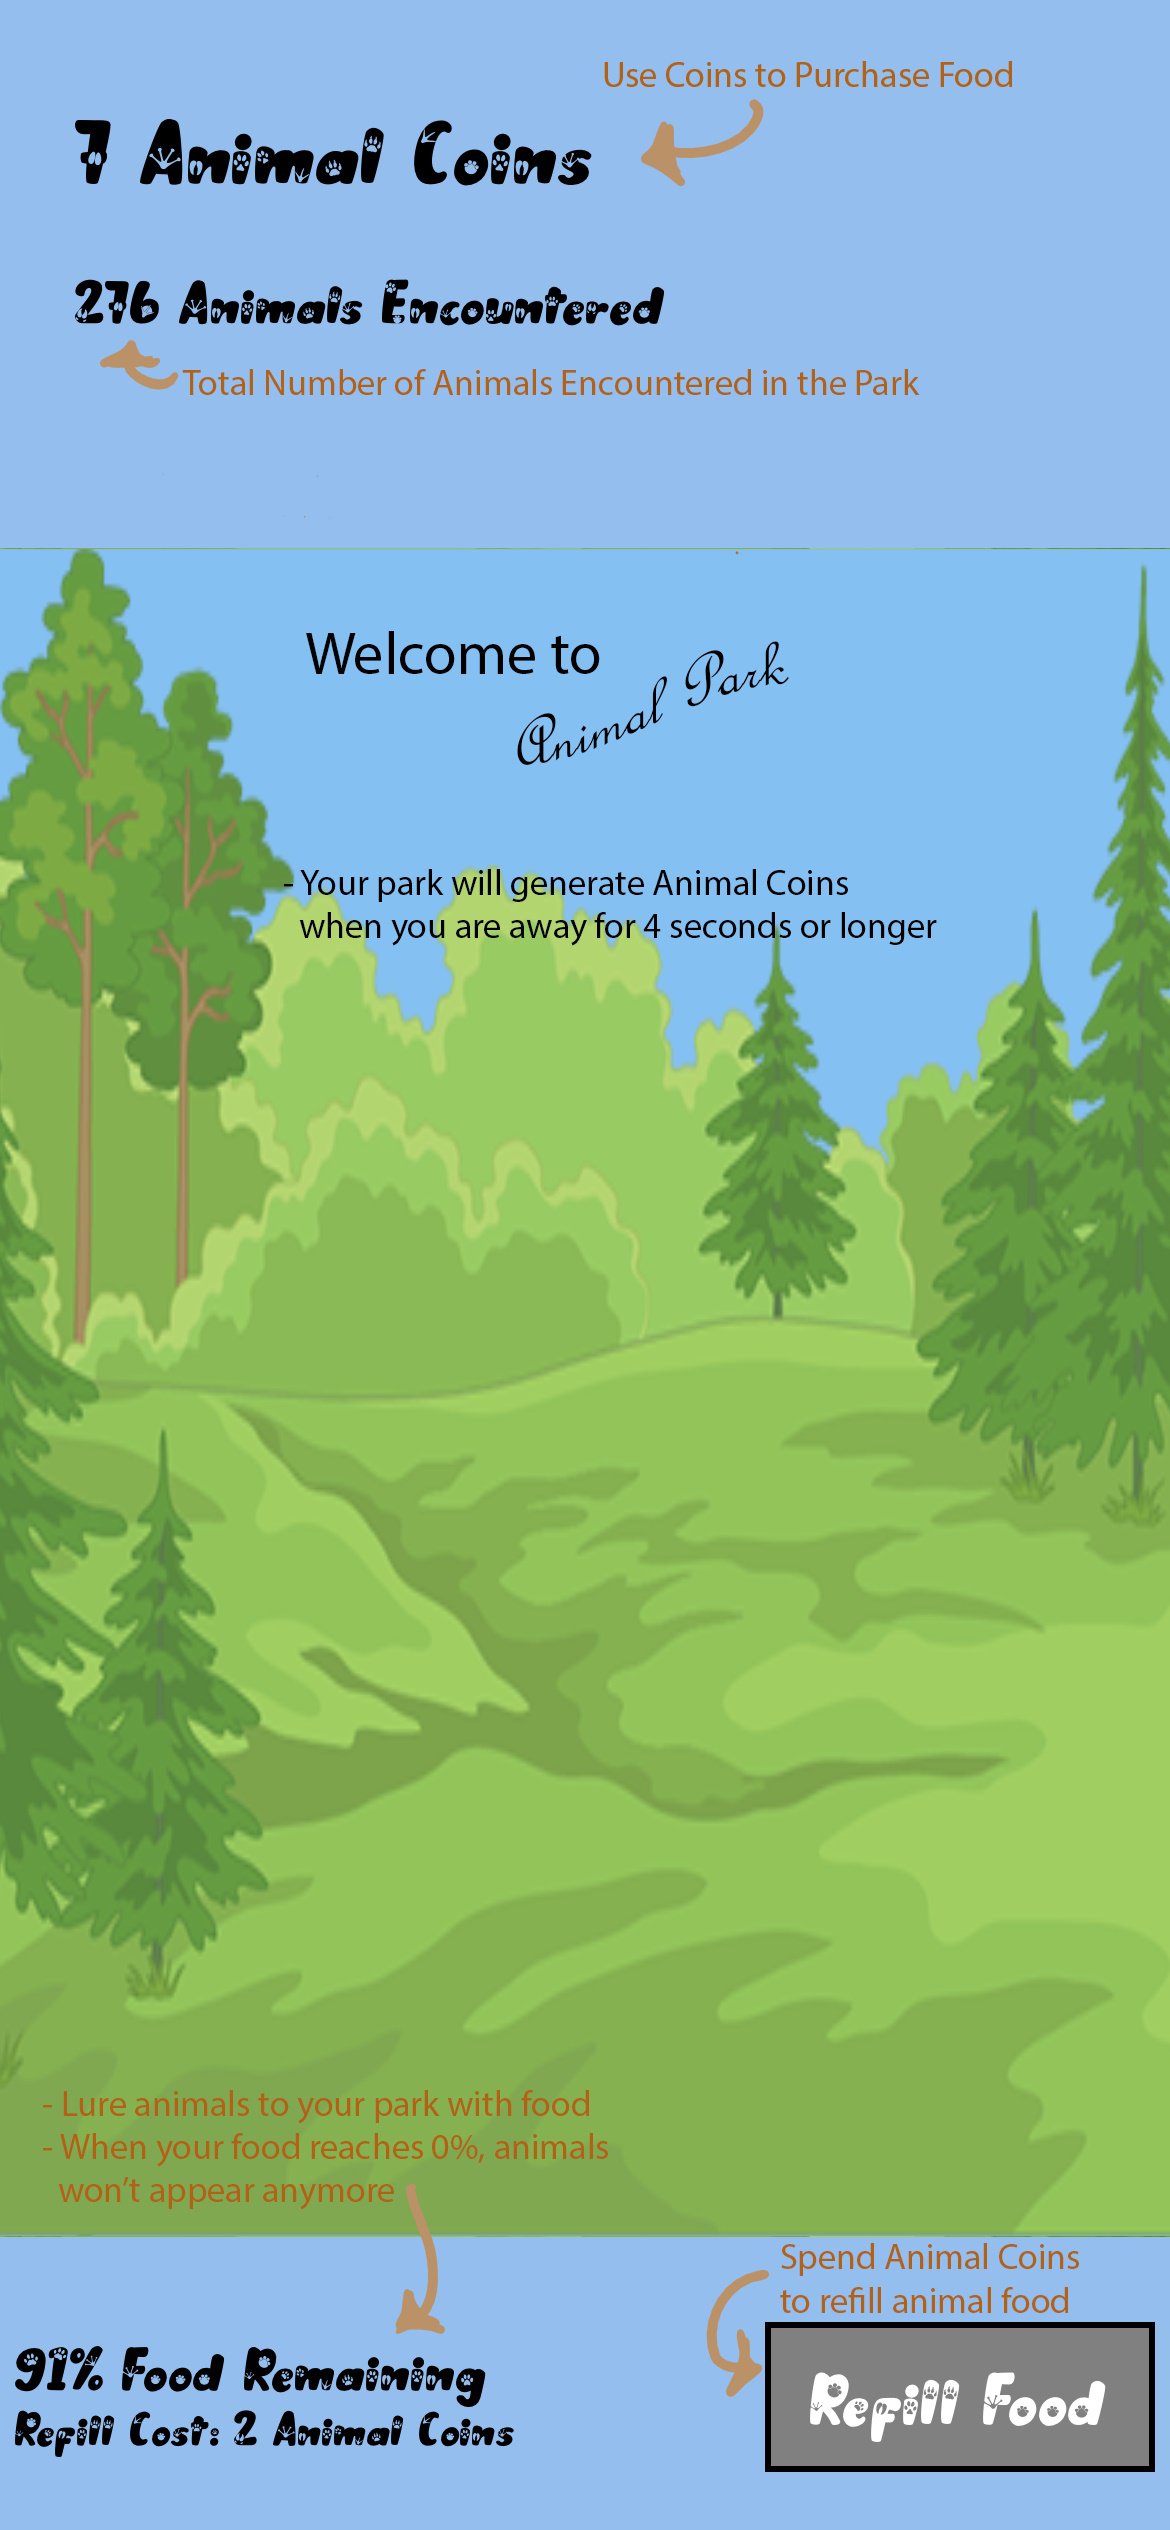 Use Coins to Purchase Food
7 Animal Coins
276 Animals Encountered
Total Number of Animals Encountered in the Park
Welcome to
Animal Park
- Your park will generate Animal Coins
when you are away for 4 seconds or longer
- Lure animals to your park with food
- When your food reaches 0%, animals
won't appear anymore
Spend Animal Coins
to refill animal food
91% Food Remaining
Refill Cost: 2 Animal Coins
Refill Food